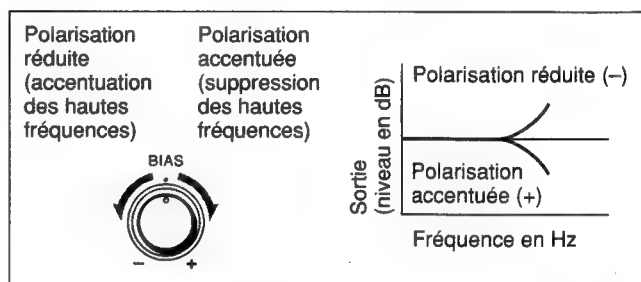 Polarisation
réduite
(accentuation
des hautes
fréquences)
Polarisation
accentuée
(suppression
des hautes
fréquences)
BIAS
– +
Sortie
(niveau en dB)
Polarisation réduite (–)
Polarisation
accentuée (+)
Fréquence en Hz